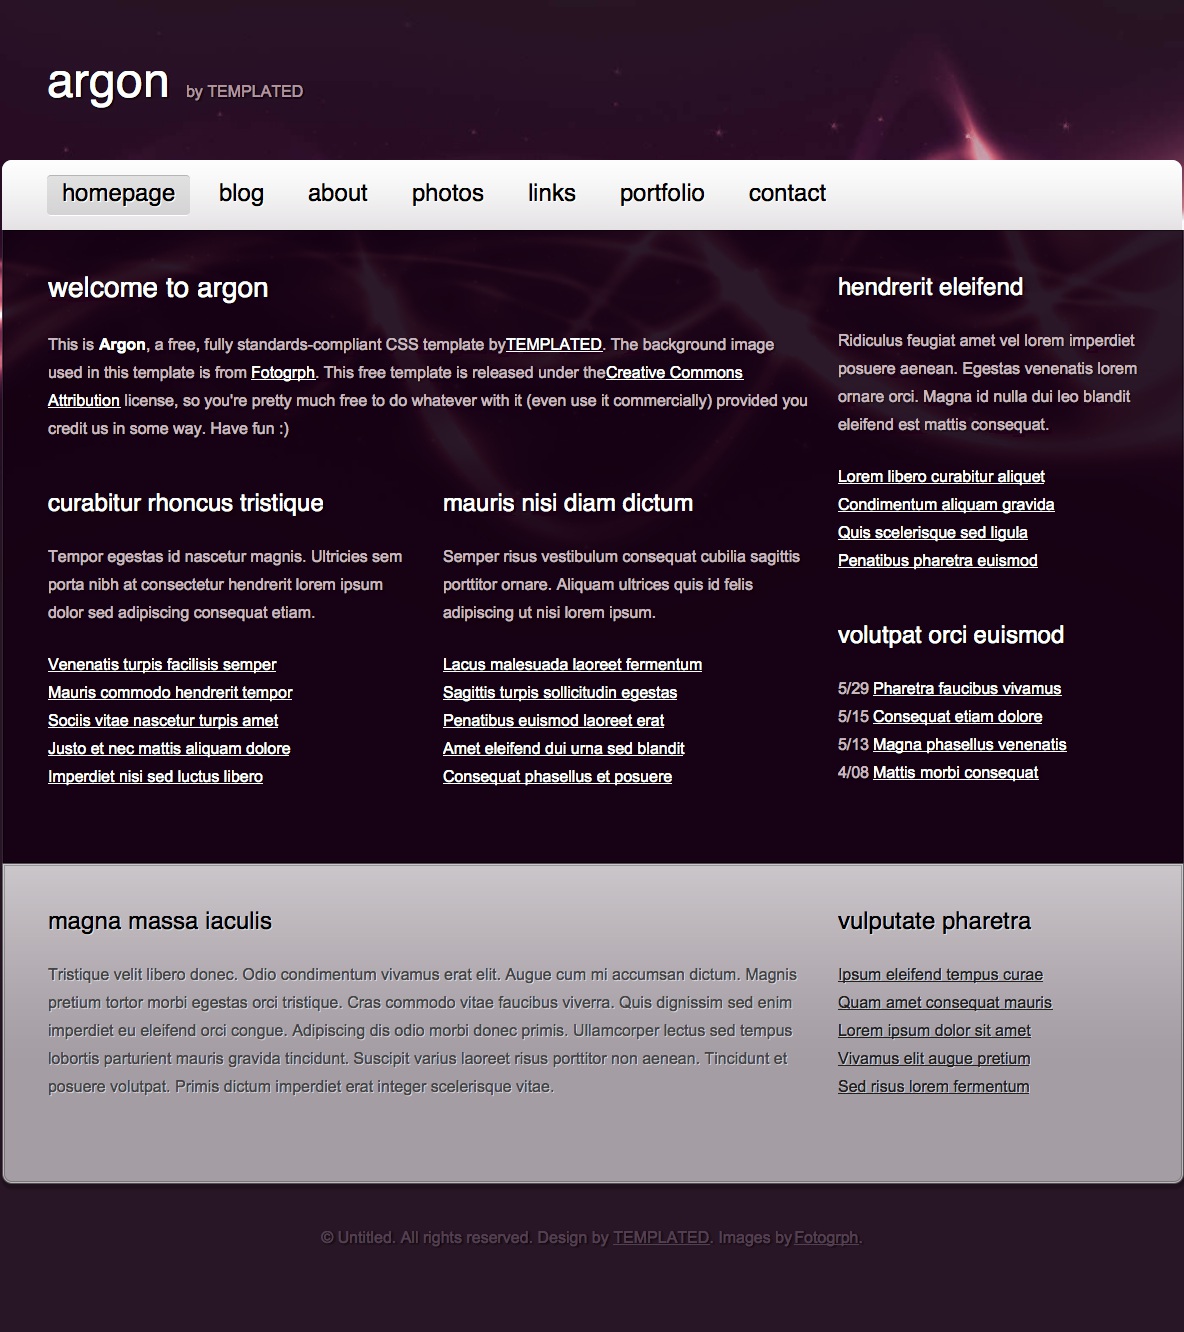 argon by TEMPLATED
homepage blog about photos links portfolio contact
welcome to argon
This is Argon, a free, fully standards-compliant CSS template by TEMPLATED. The background image
used in this template is from Fotogrph. This free template is released under the Creative Commons
Attribution license, so you're pretty much free to do whatever with it (even use it commercially) provided you
credit us in some way. Have fun :)
curabitur rhoncus tristique
Tempor egestas id nascetur magnis. Ultricies sem
porta nibh at consectetur hendrerit lorem ipsum
dolor sed adipiscing consequat etiam.
Venenatis turpis facilisis semper
Mauris commodo hendrerit tempor
Sociis vitae nascetur turpis amet
Justo et nec mattis aliquam dolore
Imperdiet nisi sed luctus libero
mauris nisi diam dictum
Semper risus vestibulum consequat cubilia sagittis
porttitor ornare. Aliquam ultrices quis id felis
adipiscing ut nisi lorem ipsum.
Lacus malesuada laoreet fermentum
Sagittis turpis sollicitudin egestas
Penatibus euismod laoreet erat
Amet eleifend dui urna sed blandit
Consequat phasellus et posuere
hendrerit eleifend
Ridiculus feugiat amet vel lorem imperdiet
posuere aenean. Egestas venenatis lorem
ornare orci. Magna id nulla dui leo blandit
eleifend est mattis consequat.
Lorem libero curabitur aliquet
Condimentum aliquam gravida
Quis scelerisque sed ligula
Penatibus pharetra euismod
volutpat orci euismod
5/29 Pharetra faucibus vivamus
5/15 Consequat etiam dolore
5/13 Magna phasellus venenatis
4/08 Mattis morbi consequat
magna massa iaculis
Tristique velit libero donec. Odio condimentum vivamus erat elit. Augue cum mi accumsan dictum. Magnis
pretium tortor morbi egestas orci tristique. Cras commodo vitae faucibus viverra. Quis dignissim sed enim
imperdiet eu eleifend orci congue. Adipiscing dis odio morbi donec primis. Ullamcorper lectus sed tempus
lobortis parturient mauris gravida tincidunt. Suscipit varius laoreet risus porttitor non aenean. Tincidunt et
posuere volutpat. Primis dictum imperdiet erat integer scelerisque vitae.
vulputate pharetra
Ipsum eleifend tempus curae
Quam amet consequat mauris
Lorem ipsum dolor sit amet
Vivamus elit augue pretium
Sed risus lorem fermentum
© Untitled. All rights reserved. Design by TEMPLATED. Images by Fotogrph.